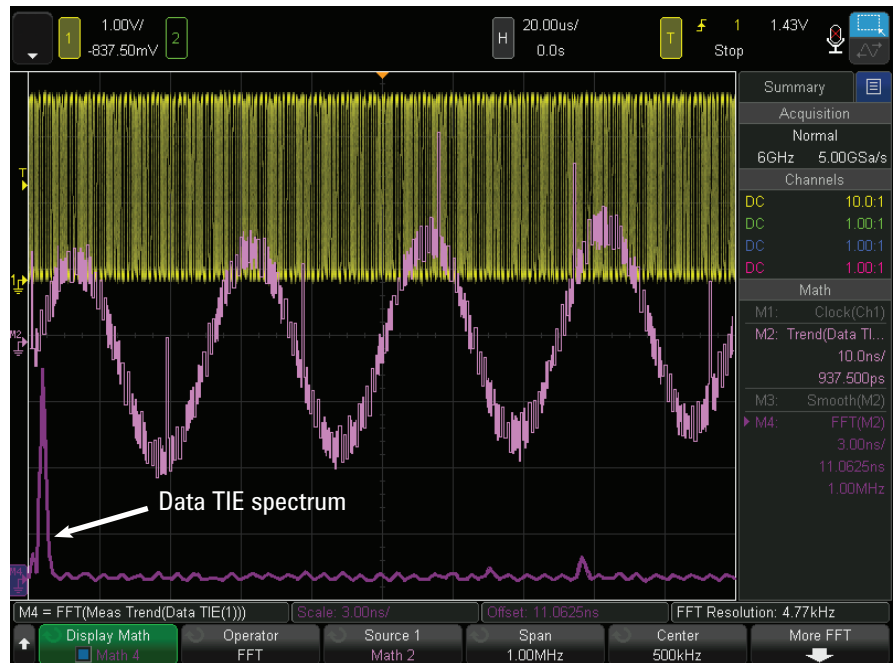 1 1.00V/ -837.50mV 2 H 20.00us/ 0.0s T 1 1.43V Stop
Summary
Acquisition
Normal
6GHz 5.00GSa/s
Channels
DC 10.0:1
DC 1.00:1
DC 1.00:1
DC 1.00:1
Math
M1: Clock(Ch1)
M2: Trend(Data TI...
10.0ns/
937.500ps
M3: Smooth(M2)
M4: FFT(M2)
3.00ns/
11.0625ns
1.00MHz
T
1
M2
Data TIE spectrum
M4
M4 = FFT(Meas Trend(Data TIE(1))) Scale: 3.00ns/ Offset: 11.0625ns FFT Resolution: 4.77kHz
Display Math Operator Source 1 Span Center More FFT
Math 4 FFT Math 2 1.00MHz 500kHz